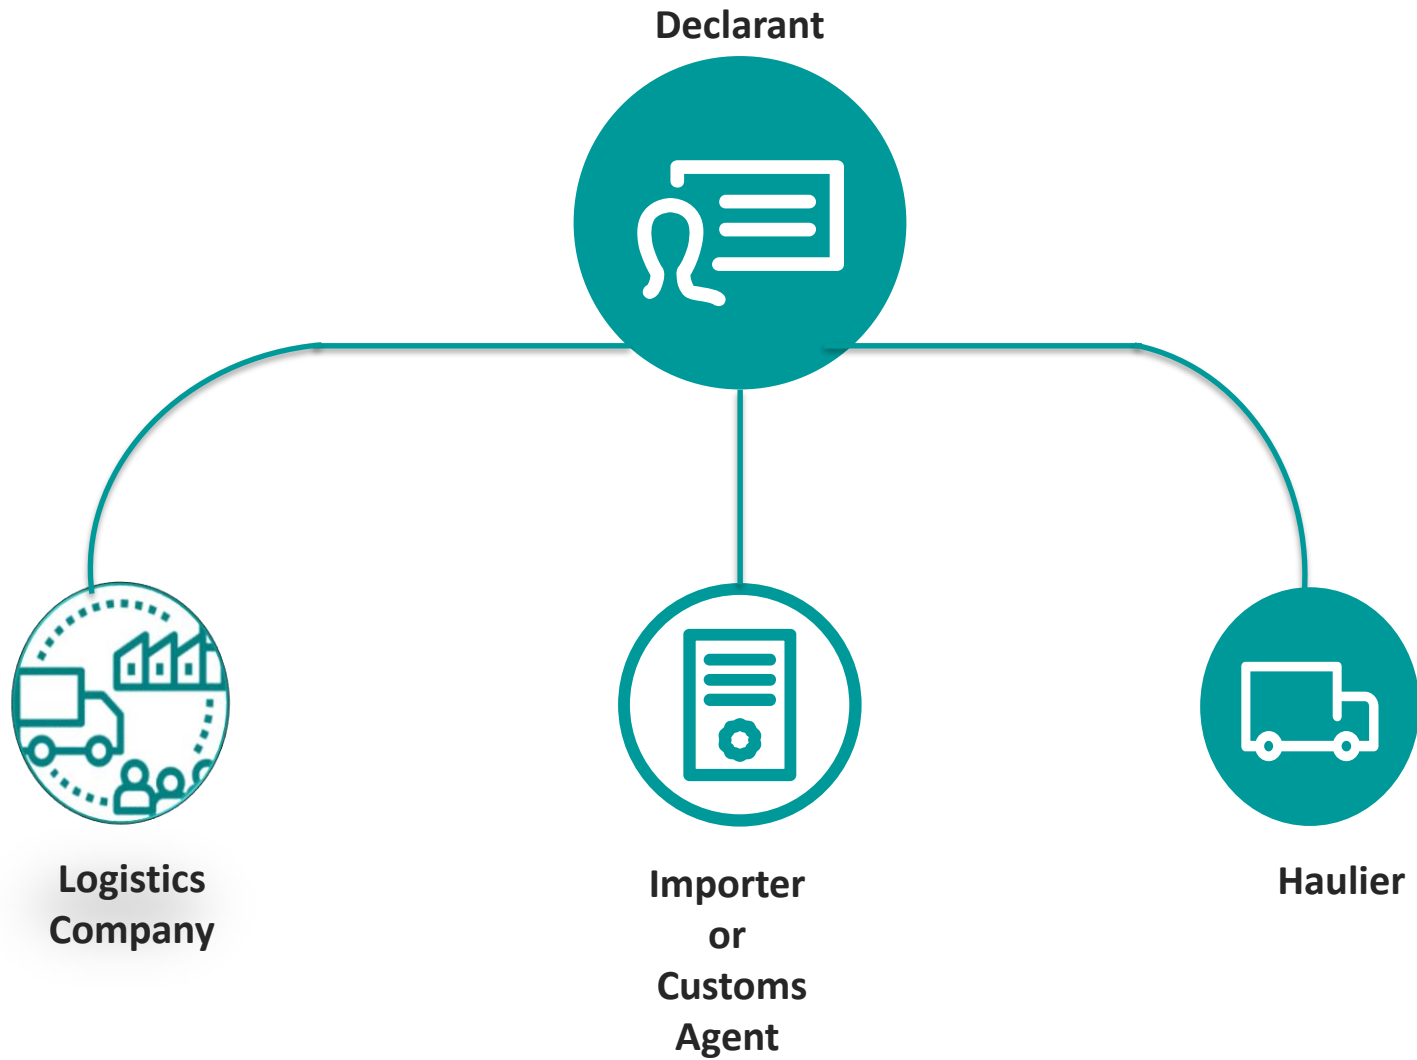 Declarant
Logistics
Company
Importer
or
Customs
Agent
Haulier